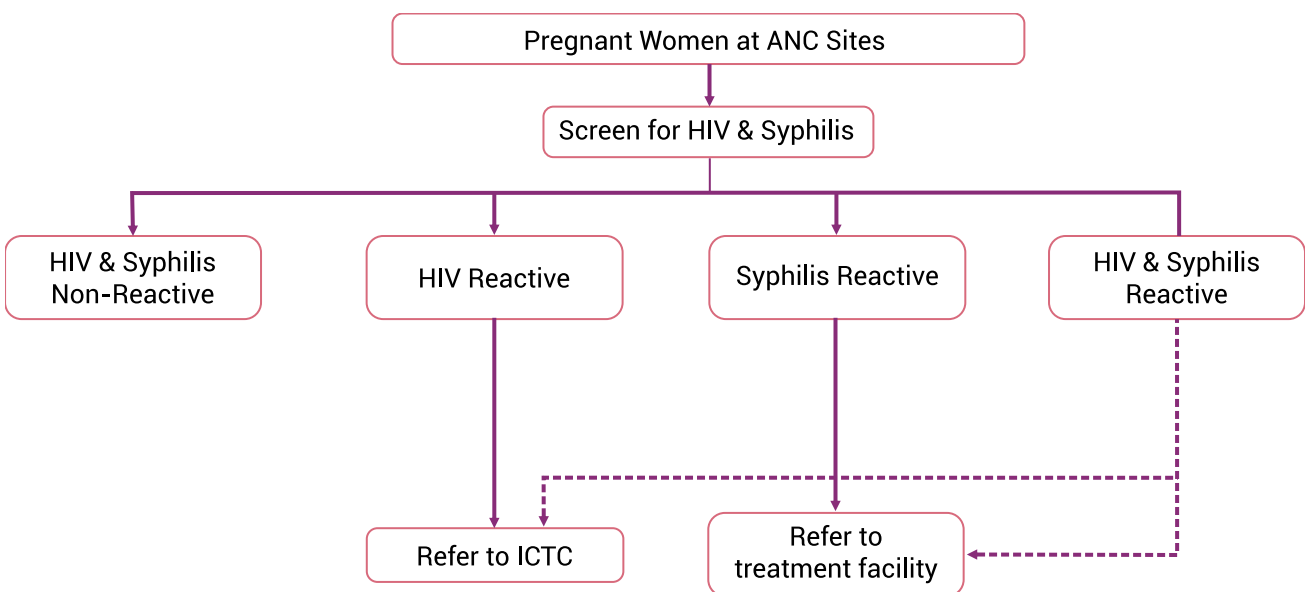 Pregnant Women at ANC Sites
Screen for HIV & Syphilis
HIV & Syphilis
Non-Reactive
HIV Reactive
Syphilis Reactive
HIV & Syphilis
Reactive
Refer to ICTC
Refer to
treatment facility